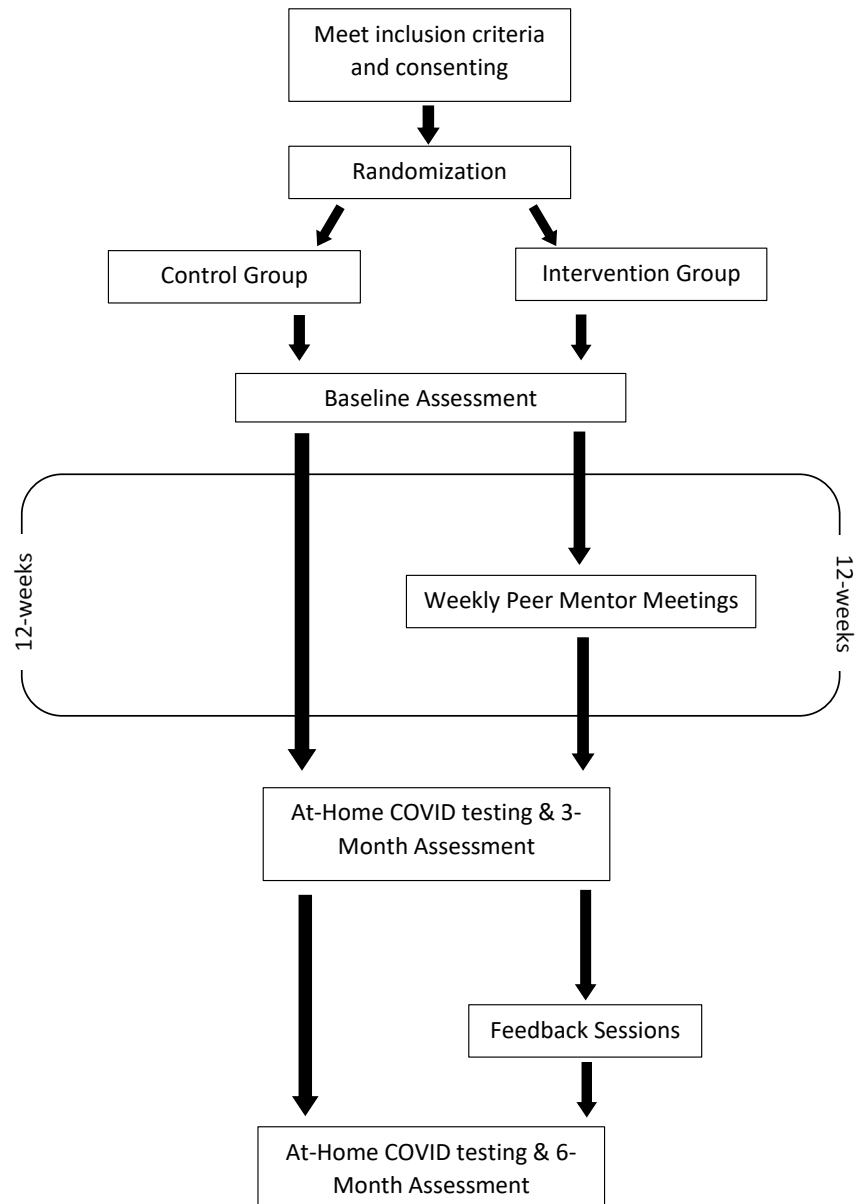 Meet inclusion criteria
and consenting
Randomization
Control Group
Intervention Group
Baseline Assessment
12-weeks
12-weeks
Weekly Peer Mentor Meetings
At-Home COVID testing & 3-
Month Assessment
Feedback Sessions
At-Home COVID testing & 6-
Month Assessment